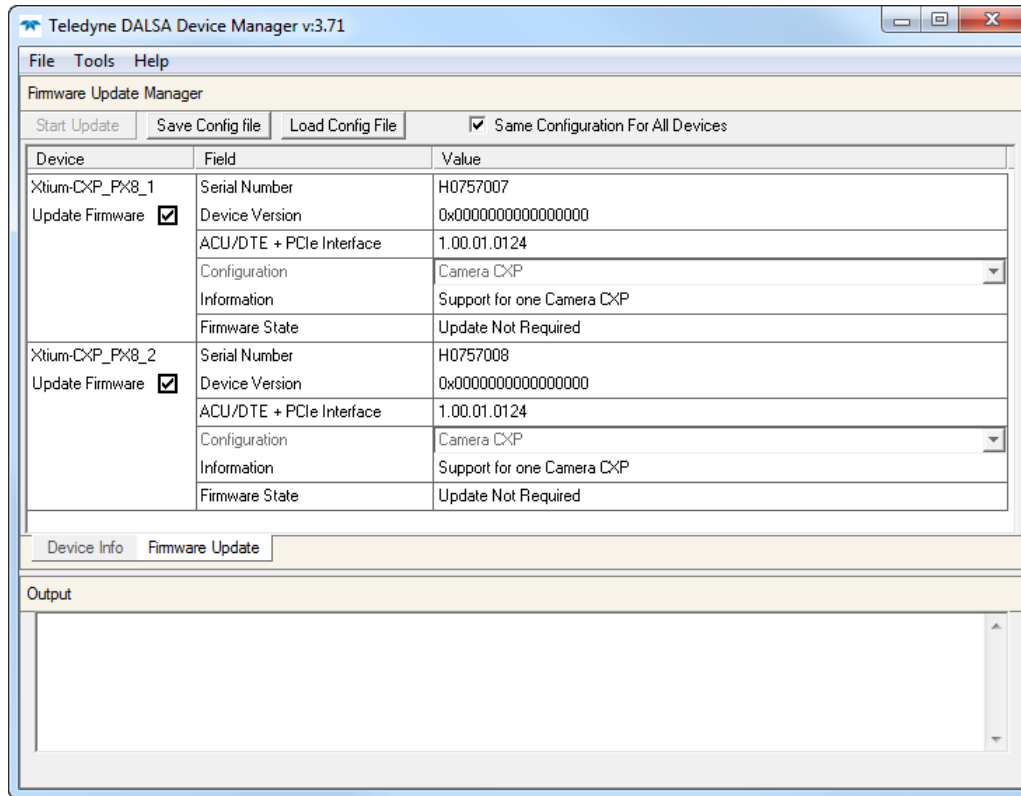 Teledyne DALSA Device Manager v:3.71
File Tools Help
Firmware Update Manager
Start Update Save Config file Load Config File Same Configuration For All Devices
Device Field Value
Xtium-CXP_PX8_1 Serial Number H0757007
Update Firmware Device Version 0x0000000000000000
ACU/DTE + PCIe Interface 1.00.01.0124
Configuration Camera CXP
Information Support for one Camera CXP
Firmware State Update Not Required
Xtium-CXP_PX8_2 Serial Number H0757008
Update Firmware Device Version 0x0000000000000000
ACU/DTE + PCIe Interface 1.00.01.0124
Configuration Camera CXP
Information Support for one Camera CXP
Firmware State Update Not Required
Device Info Firmware Update
Output